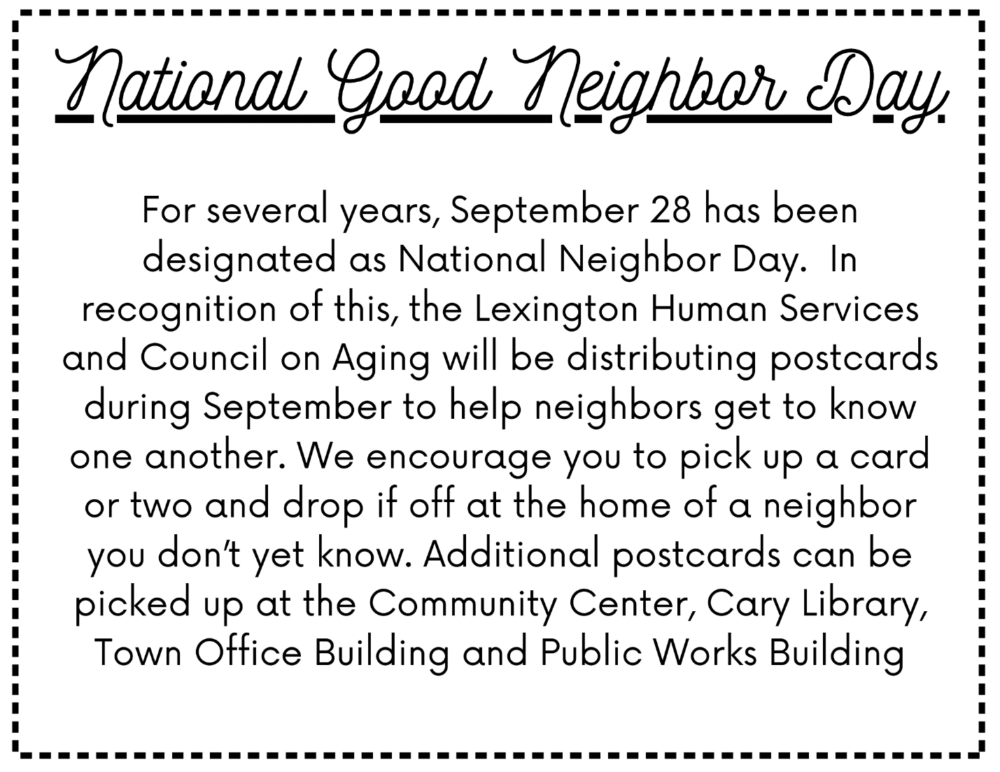 National Good Neighbor Day
For several years, September 28 has been
designated as National Neighbor Day.  In
recognition of this, the Lexington Human Services
and Council on Aging will be distributing postcards
during September to help neighbors get to know
one another. We encourage you to pick up a card
or two and drop if off at the home of a neighbor
you don't yet know. Additional postcards can be
picked up at the Community Center, Cary Library,
Town Office Building and Public Works Building